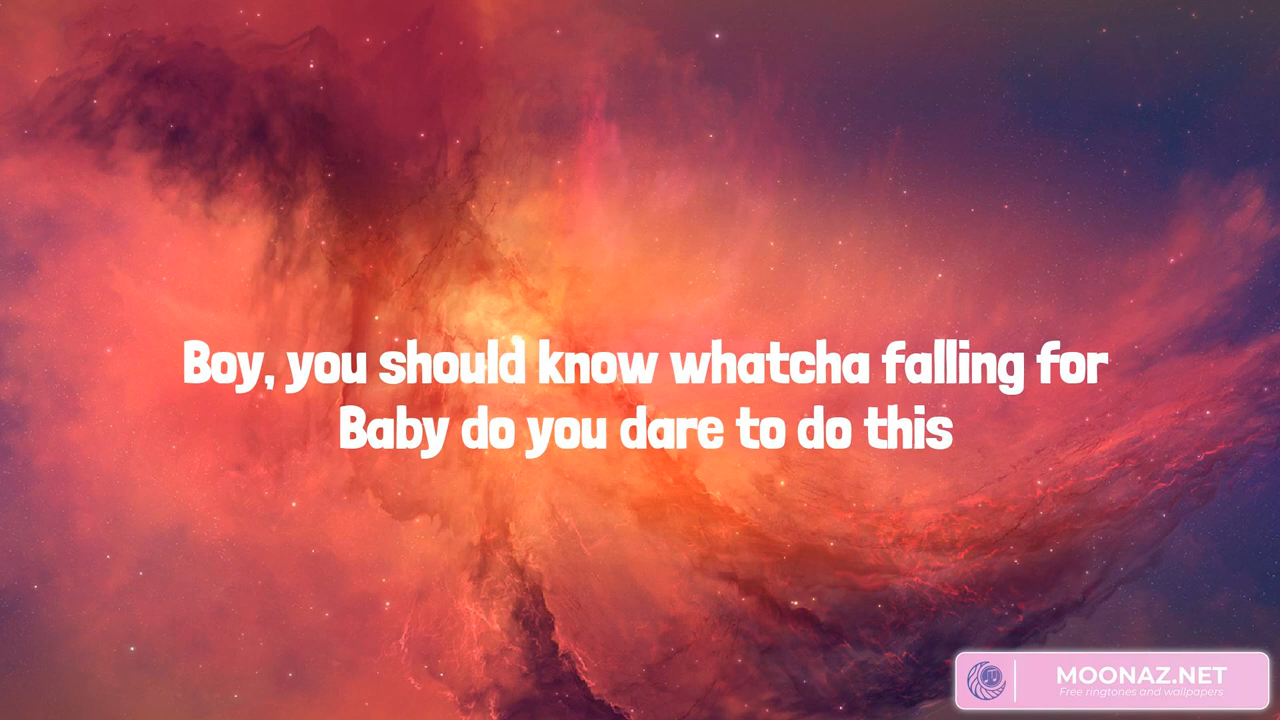 Boy, you should know whatcha falling for
Baby do you dare to do this
MOONAZ.NET
Free ringtones and wallpapers